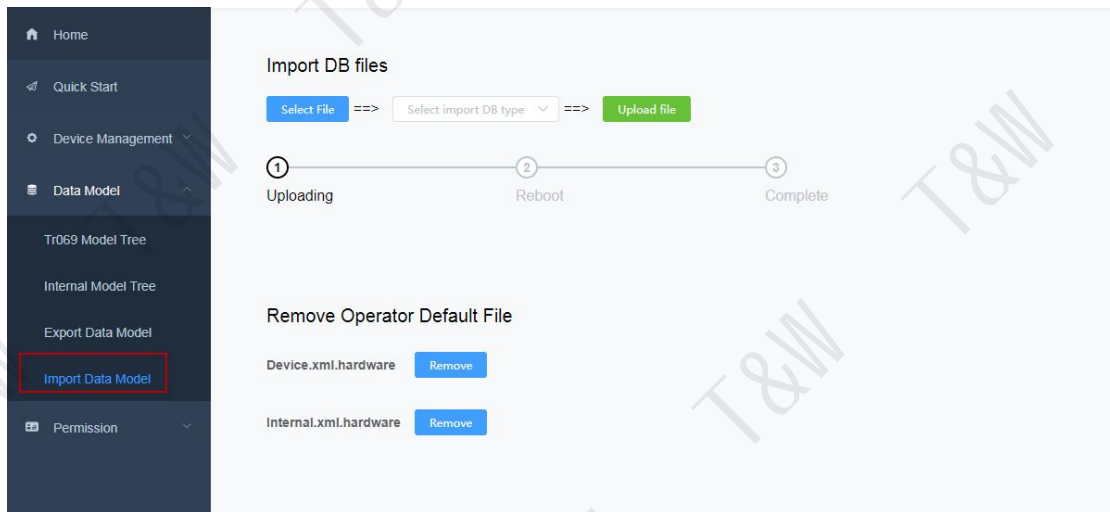 Home
Quick Start
Device Management
Data Model
Tr069 Model Tree
Internal Model Tree
Export Data Model
Import Data Model
Permission
Import DB files
Select File ==> Select import DB type ==> Upload file
1 2 3
Uploading Reboot Complete
Remove Operator Default File
Device.xml.hardware Remove
Internal.xml.hardware Remove
T&W
T&W
T&W